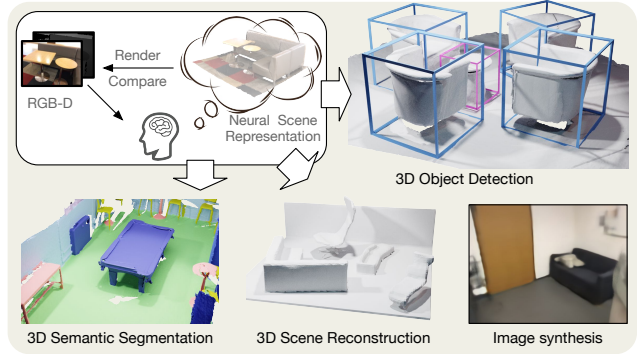 Render
Compare
RGB-D
Neural Scene
Representation
3D Object Detection
3D Semantic Segmentation
3D Scene Reconstruction
Image synthesis